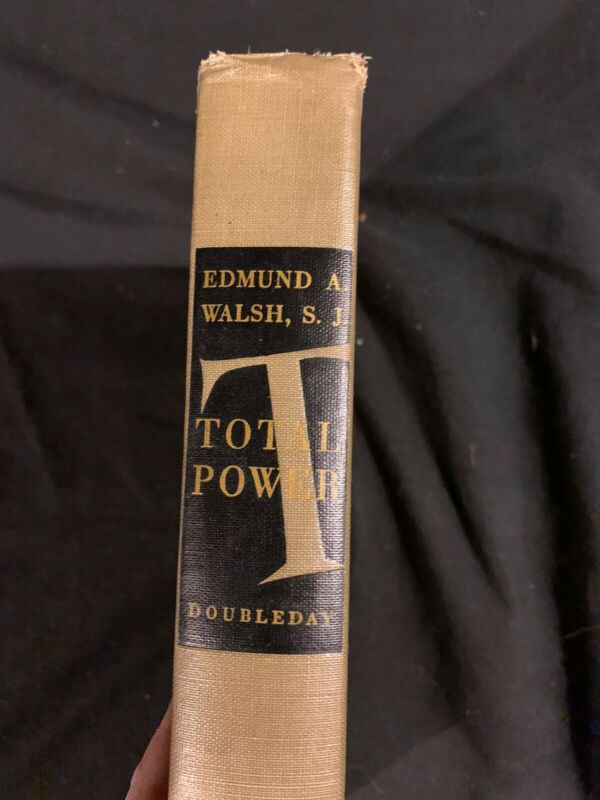 EDMUND A
WALSH, S. J
T
TOTAL
POWER
DOUBLEDAY